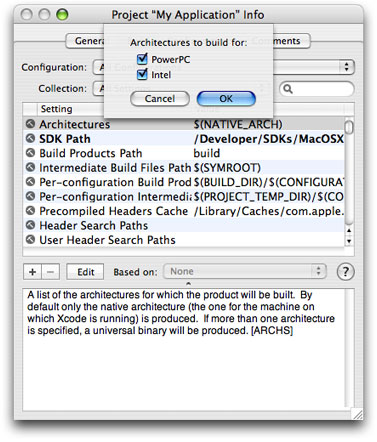 Project “My Application” Info
Genera
mments
Architectures to build for:
PowerPC
Intel
Cancel
OK
Configuration:
Collection:
Setting
Architectures $(NATIVE_ARCH)
SDK Path /Developer/SDKs/MacOSX
Build Products Path build
Intermediate Build Files Path $(SYMROOT)
Per-configuration Build Prod $(BUILD_DIR)/$(CONFIGURA
Per-configuration Intermedia $(PROJECT_TEMP_DIR)/$(CO
Precompiled Headers Cache /Library/Caches/com.apple.
Header Search Paths
User Header Search Paths
+ − Edit Based on: None ?
A list of the architectures for which the product will be built. By
default only the native architecture (the one for the machine on
which Xcode is running) is produced. If more than one architecture
is specified, a universal binary will be produced. [ARCHS]